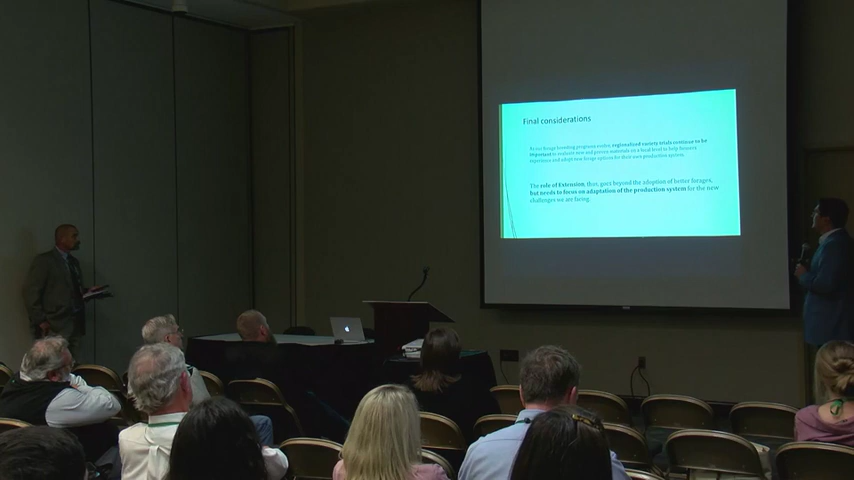 Final considerations
As our forage breeding programs evolve, regionalized variety trials continue to be
important to evaluate new and proven materials on a local level to help farmers
experience and adopt new forage options for their own production system.
The role of Extension, thus, goes beyond the adoption of better forages,
but needs to focus on adaptation of the production system for the new
challenges we are facing.